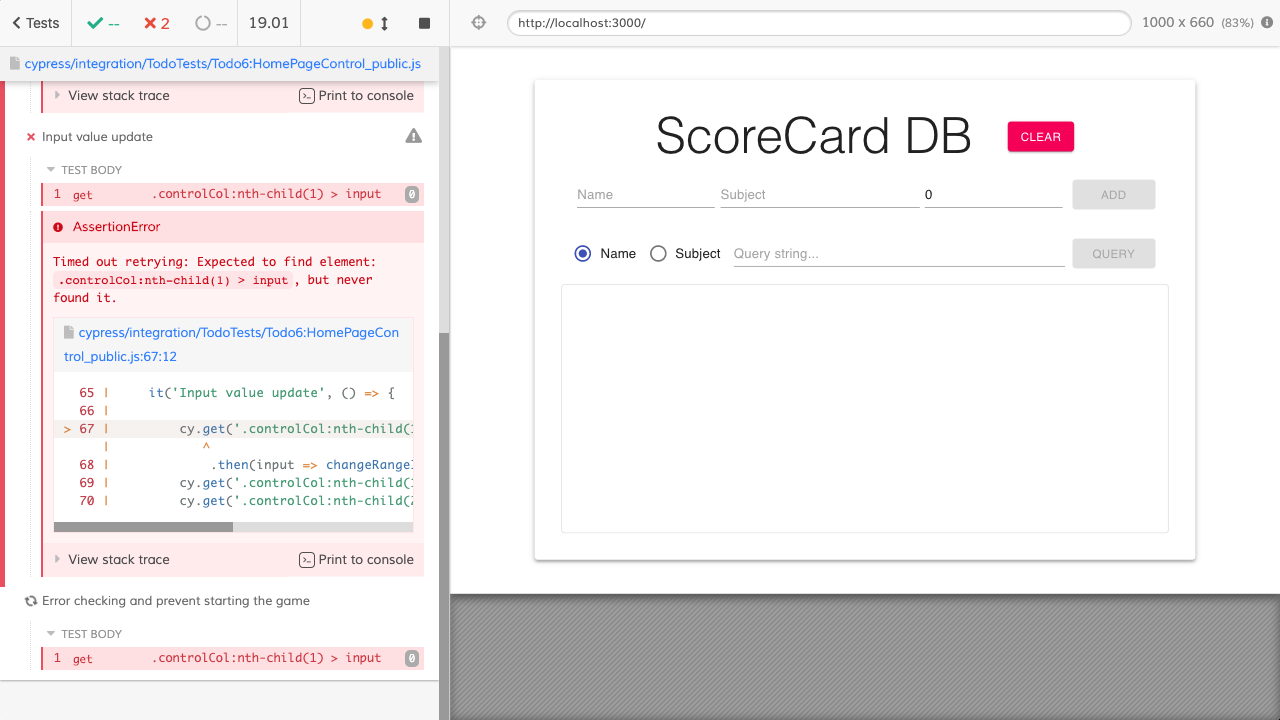 Tests
--
2
--
19.01
cypress/integration/TodoTests/Todo6:HomePageControl_public.js
View stack trace
Print to console
Input value update
TEST BODY
1 get .controlCol:nth-child(1) > input 0
AssertionError
Timed out retrying: Expected to find element:
.controlCol:nth-child(1) > input, but never
found it.
cypress/integration/TodoTests/Todo6:HomePageCon
trol_public.js:67:12
65 | it('Input value update', () => {
66 |
> 67 | cy.get('.controlCol:nth-child(1
| ^
68 | .then(input => changeRangeI
69 | cy.get('.controlCol:nth-child(1
70 | cy.get('.controlCol:nth-child(2
View stack trace
Print to console
Error checking and prevent starting the game
TEST BODY
1 get .controlCol:nth-child(1) > input 0
http://localhost:3000/
1000 x 660 (83%)
ScoreCard DB
CLEAR
Name Subject 0 ADD
Name Subject Query string... QUERY